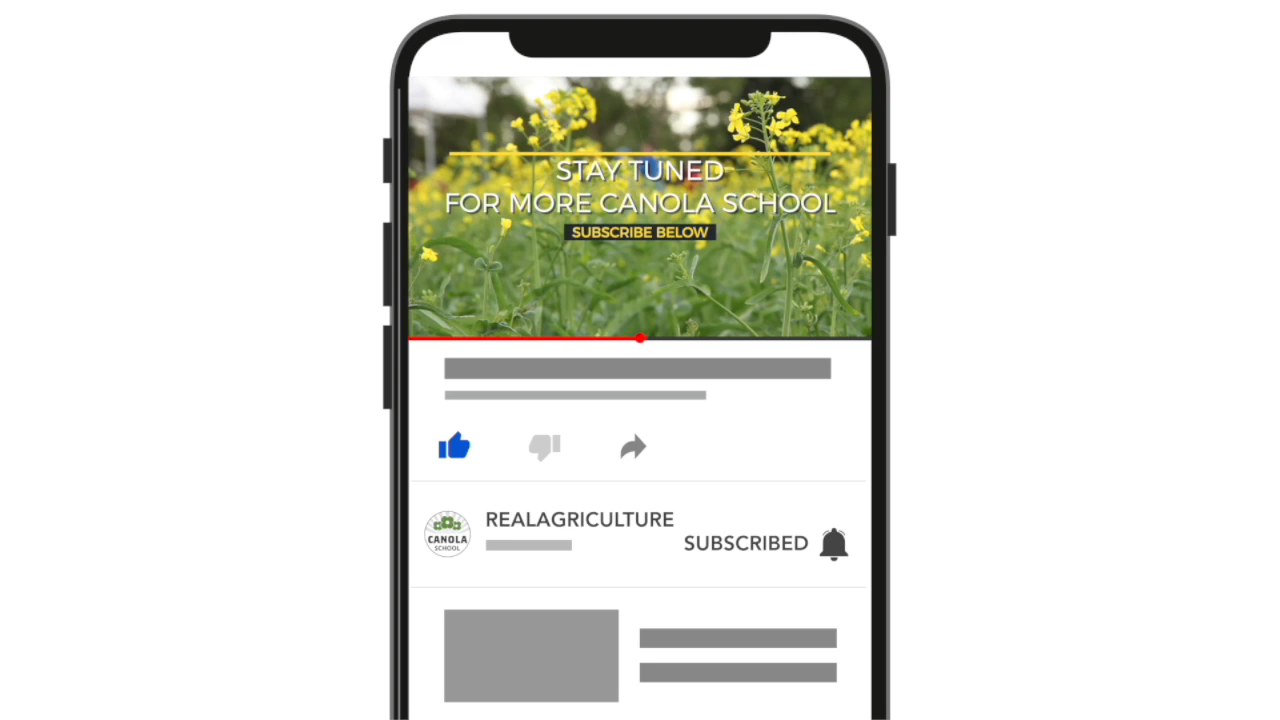 STAY TUNED
FOR MORE CANOLA SCHOOL
SUBSCRIBE BELOW
REALAGRICULTURE
CANOLA
SCHOOL
SUBSCRIBED